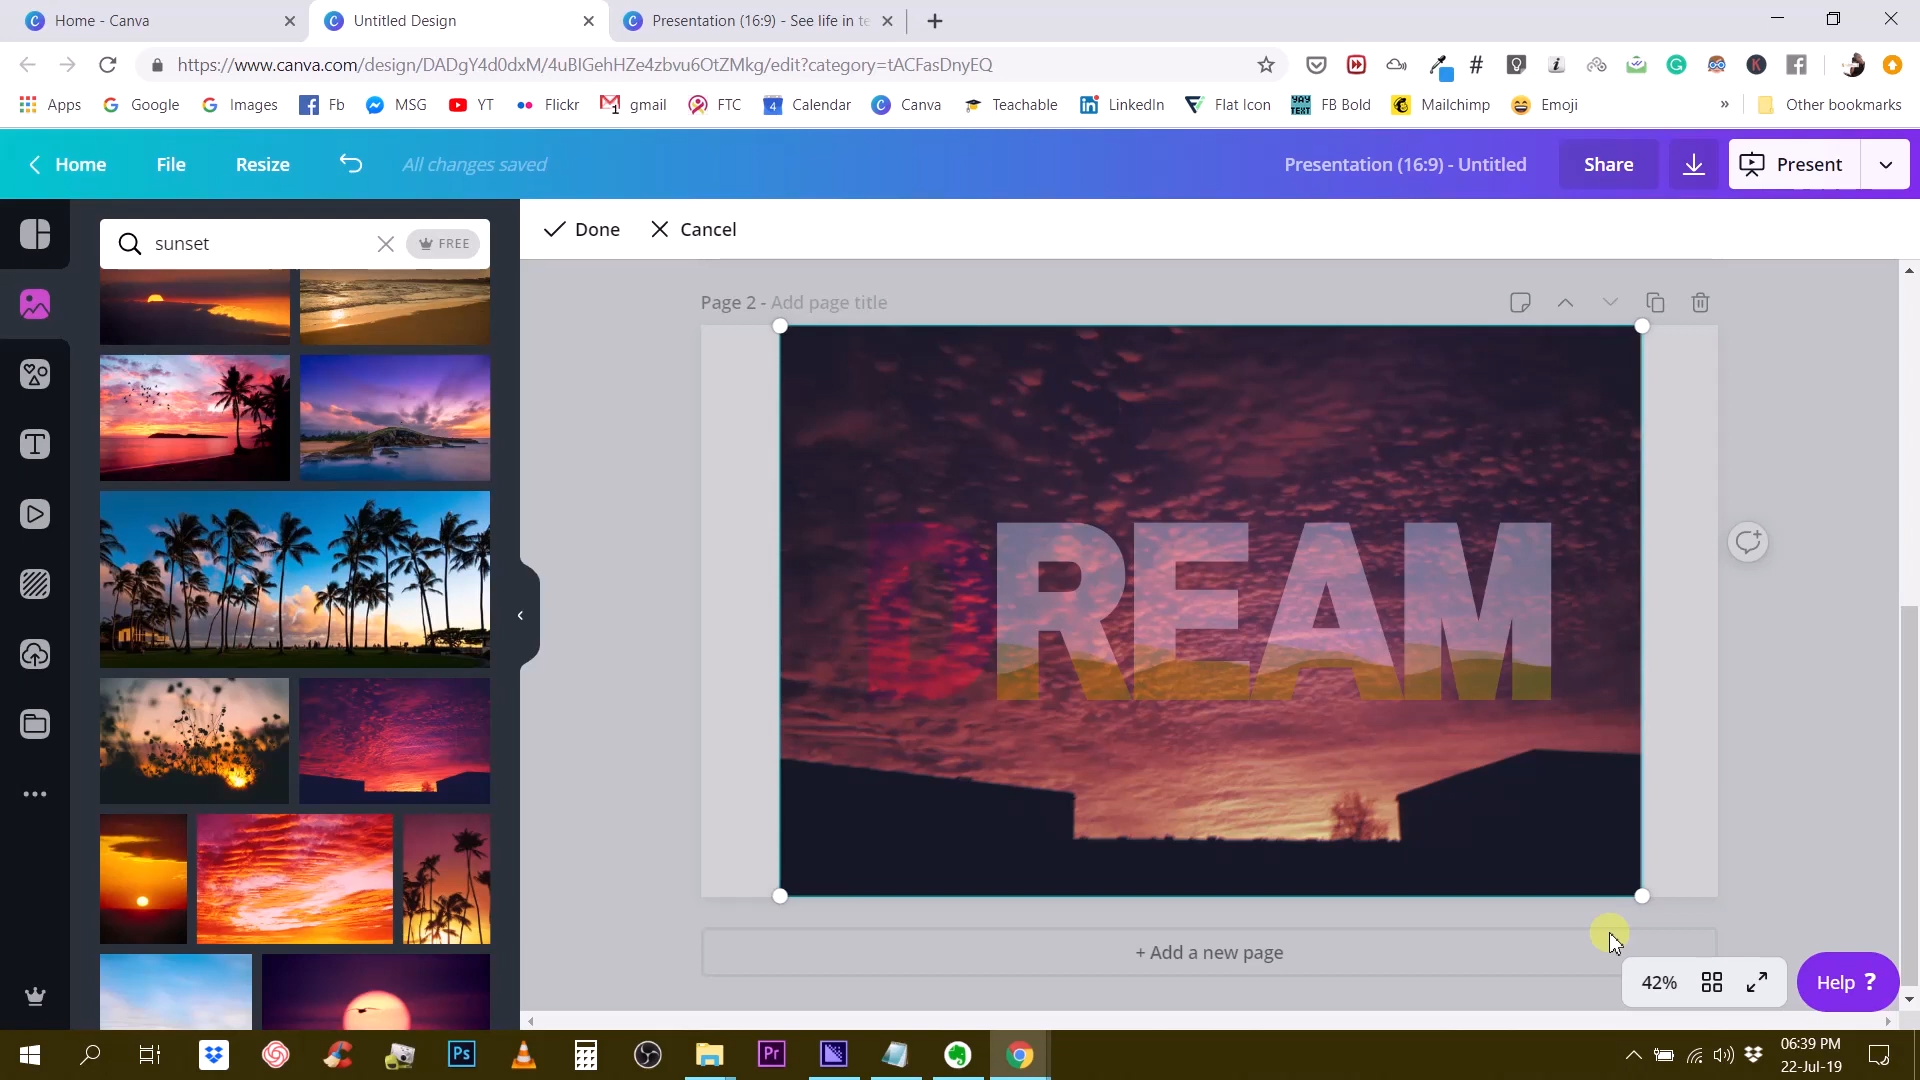 Home - Canva
Untitled Design
Presentation (16:9) - See life in te
https://www.canva.com/design/DADgY4d0dxM/4uBIGehHZe4zbvu6OtZMkg/edit?category=tACFasDnyEQ
Apps Google Images Fb MSG YT Flickr gmail FTC Calendar Canva Teachable LinkedIn Flat Icon FB Bold Mailchimp Emoji » Other bookmarks
Home File Resize All changes saved Presentation (16:9) - Untitled Share Present
sunset FREE
Done Cancel
Page 2 - Add page title
DREAM
+ Add a new page
42% Help ?
Ps Pr
06:39 PM
22-Jul-19